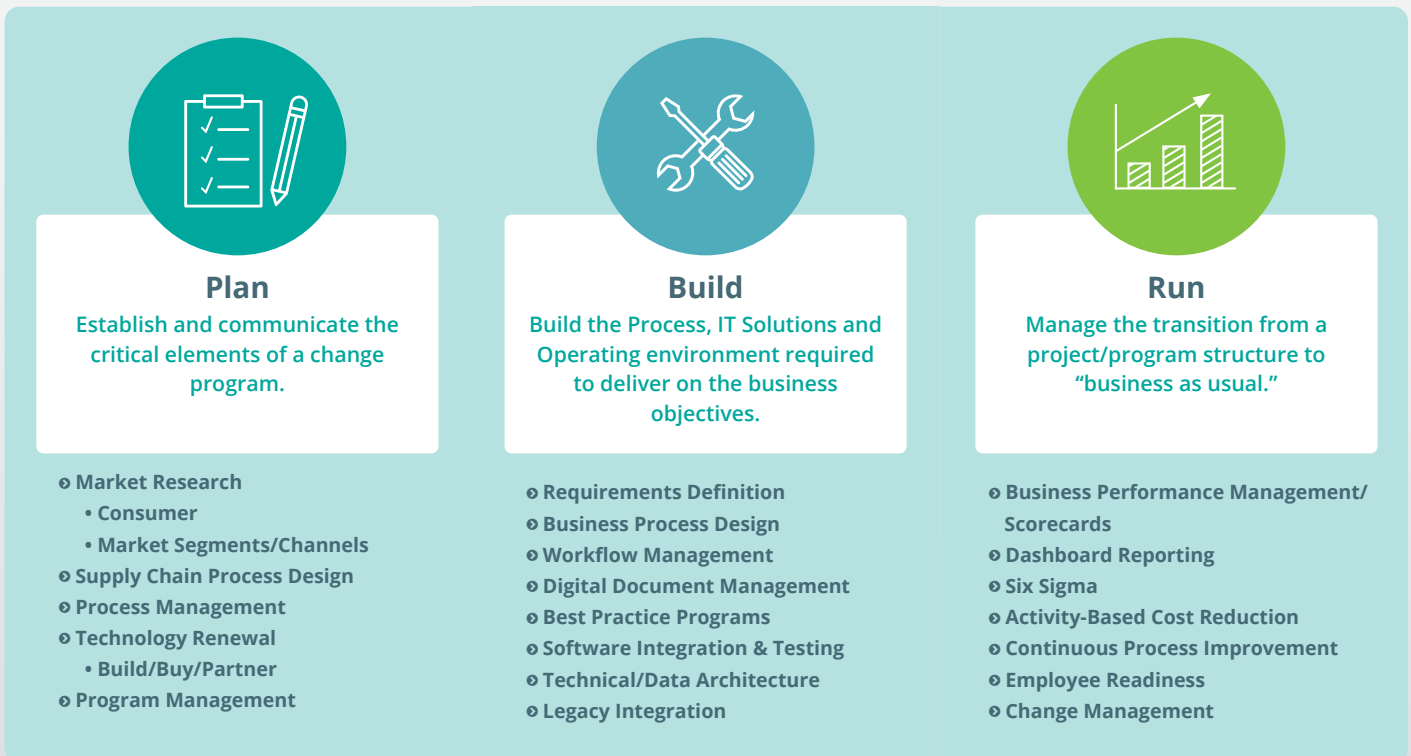 Plan
Establish and communicate the
critical elements of a change
program.
• Market Research
• Consumer
• Market Segments/Channels
• Supply Chain Process Design
• Process Management
• Technology Renewal
• Build/Buy/Partner
• Program Management
Build
Build the Process, IT Solutions and
Operating environment required
to deliver on the business
objectives.
• Requirements Definition
• Business Process Design
• Workflow Management
• Digital Document Management
• Best Practice Programs
• Software Integration & Testing
• Technical/Data Architecture
• Legacy Integration
Run
Manage the transition from a
project/program structure to
“business as usual.”
• Business Performance Management/
Scorecards
• Dashboard Reporting
• Six Sigma
• Activity-Based Cost Reduction
• Continuous Process Improvement
• Employee Readiness
• Change Management